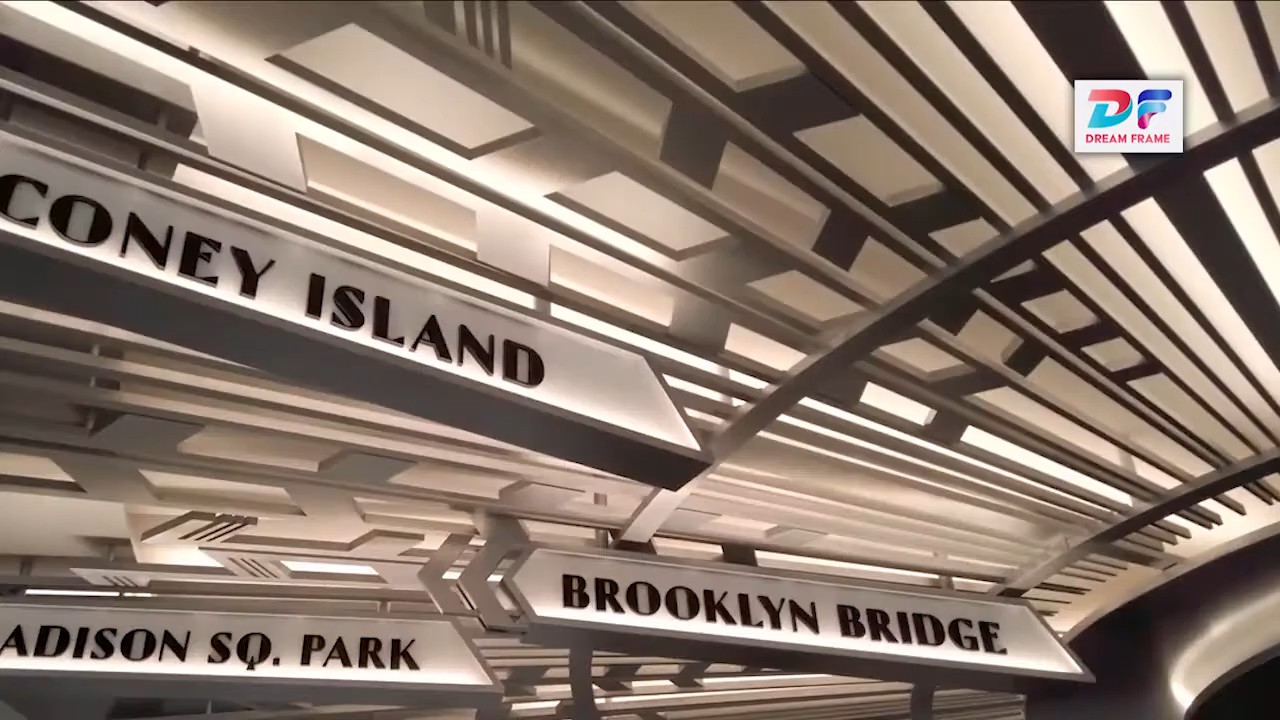 DF
DREAM FRAME
CONEY ISLAND
BROOKLYN BRIDGE
ADISON SQ. PARK